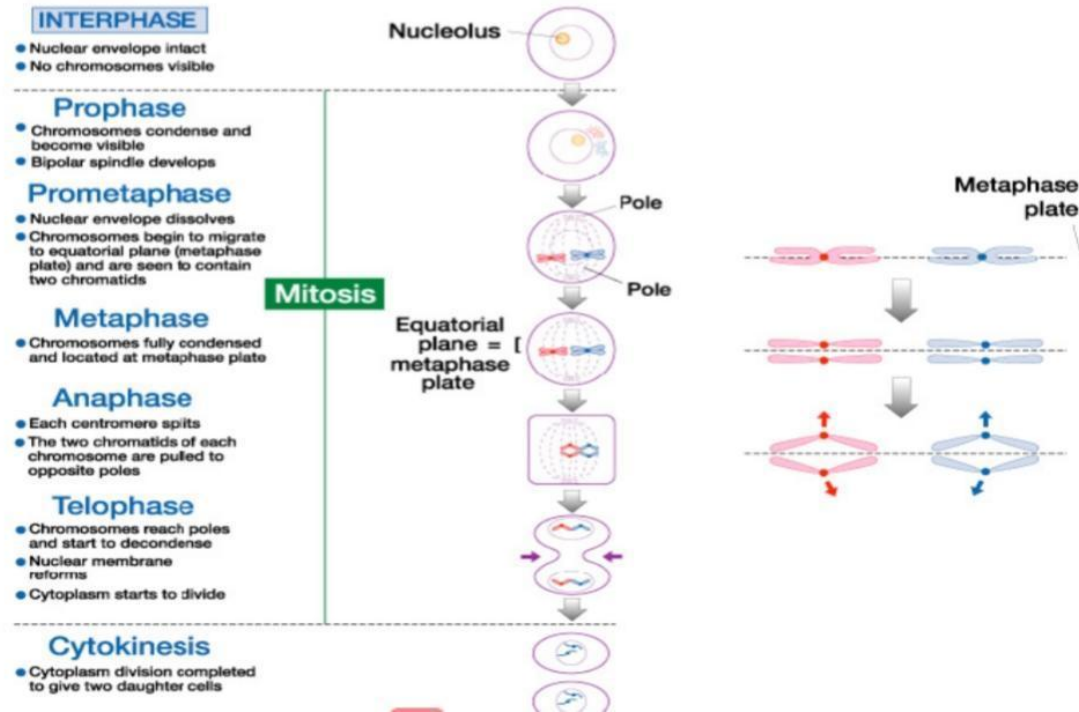 INTERPHASE
• Nuclear envelope intact
• No chromosomes visible
Nucleolus
Prophase
• Chromosomes condense and
become visible
• Bipolar spindle develops
Prometaphase
• Nuclear envelope dissolves
• Chromosomes begin to migrate
to equatorial plane (metaphase
plate) and are seen to contain
two chromatids
Pole
Pole
Mitosis
Metaphase
• Chromosomes fully condensed
and located at metaphase plate
Equatorial
plane = [
metaphase
plate
Anaphase
• Each centromere splits
• The two chromatids of each
chromosome are pulled to
opposite poles
Telophase
• Chromosomes reach poles
and start to decondense
• Nuclear membrane
reforms
• Cytoplasm starts to divide
Cytokinesis
• Cytoplasm division completed
to give two daughter cells
Metaphase
plate